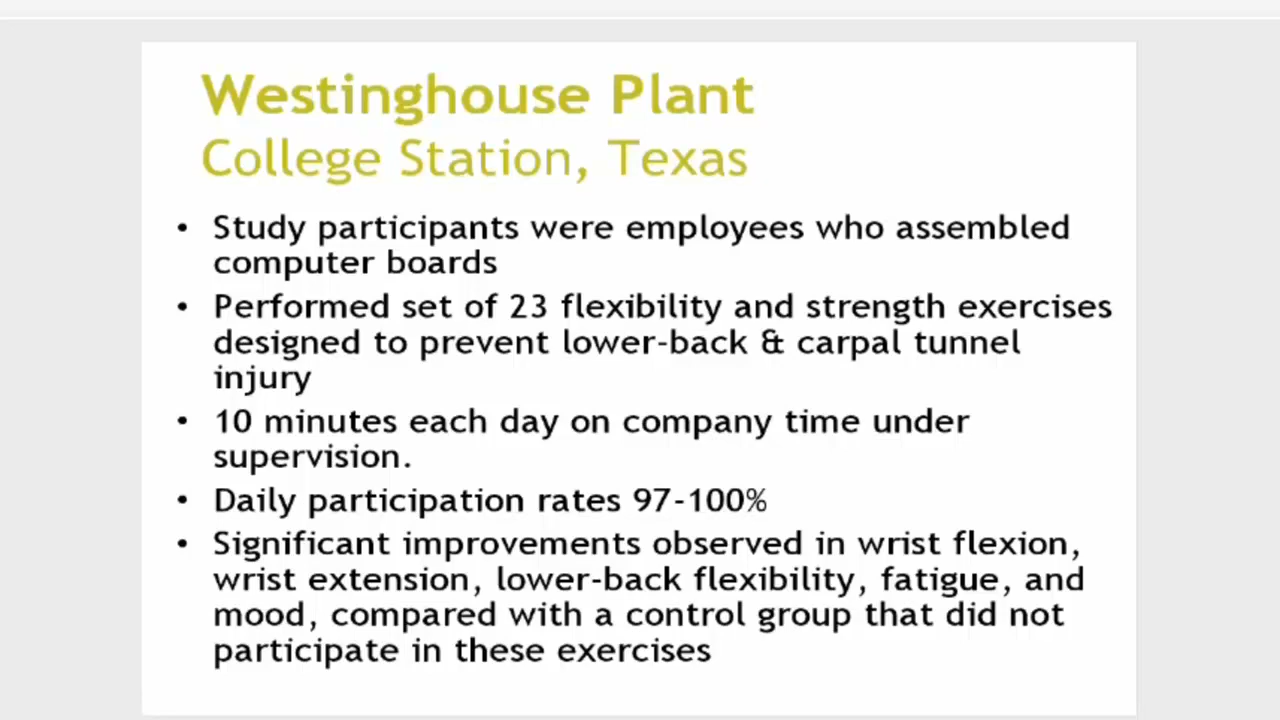 Westinghouse Plant
College Station, Texas
• Study participants were employees who assembled
computer boards
• Performed set of 23 flexibility and strength exercises
designed to prevent lower-back & carpal tunnel
injury
• 10 minutes each day on company time under
supervision.
• Daily participation rates 97-100%
• Significant improvements observed in wrist flexion,
wrist extension, lower-back flexibility, fatigue, and
mood, compared with a control group that did not
participate in these exercises